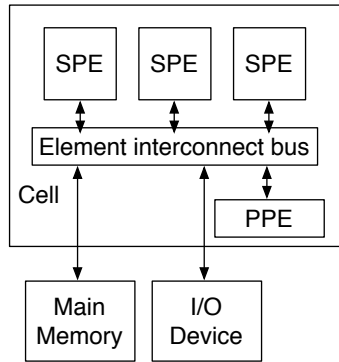 SPE SPE SPE
Element interconnect bus
Cell
PPE
Main
Memory
I/O
Device